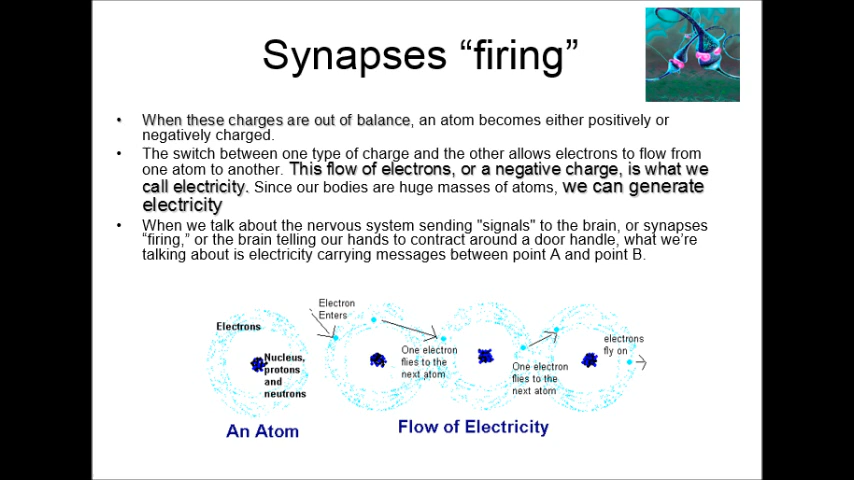 Synapses “firing”
• When these charges are out of balance, an atom becomes either positively or
negatively charged.
• The switch between one type of charge and the other allows electrons to flow from
one atom to another. This flow of electrons, or a negative charge, is what we
call electricity. Since our bodies are huge masses of atoms, we can generate
electricity
• When we talk about the nervous system sending "signals" to the brain, or synapses
“firing,” or the brain telling our hands to contract around a door handle, what we’re
talking about is electricity carrying messages between point A and point B.
Electrons
Nucleus,
protons
and
neutrons
An Atom
Electron
Enters
One electron
flies to the
next atom
One electron
flies to the
next atom
electrons
fly on
Flow of Electricity